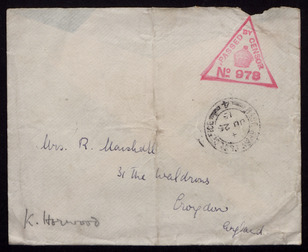 PASSED BY CENSOR
No 978
Mrs. R. Marshall
31 The Waldrons
Croydon
England
K. Horwood